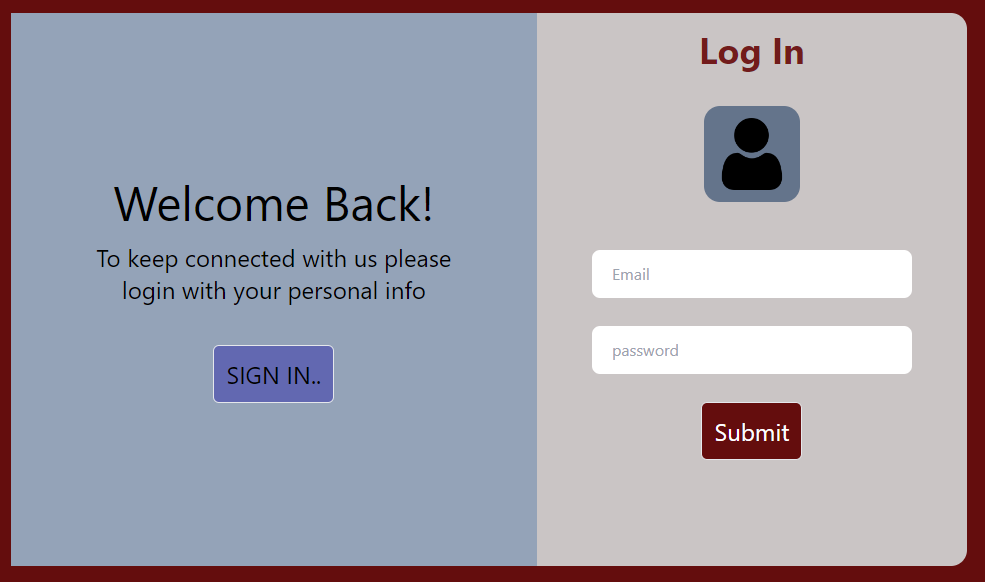 Welcome Back!
To keep connected with us please
login with your personal info
SIGN IN..
Log In
Email
password
Submit